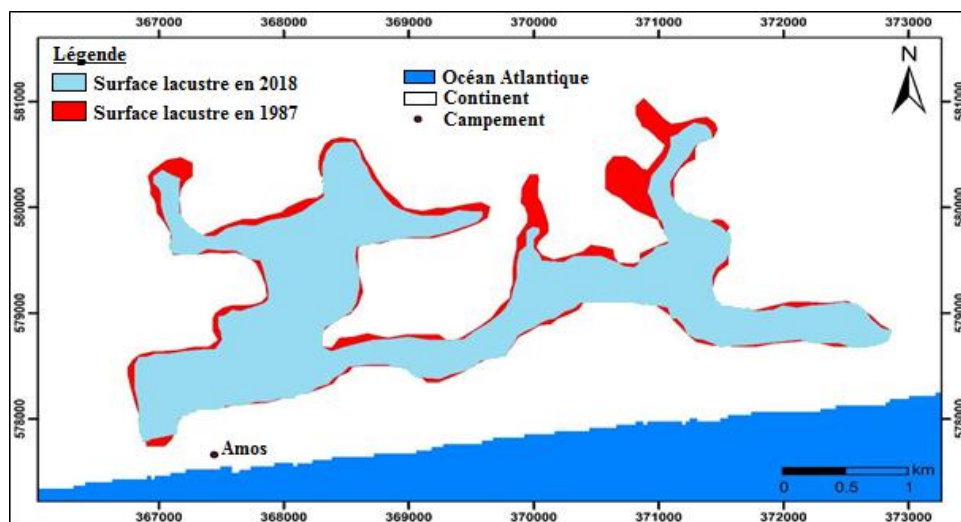 367000 368000 369000 370000 371000 372000 373000
Légende
Surface lacustre en 2018
Surface lacustre en 1987
Océan Atlantique
Continent
Campement
N
581000
580000
579000
578000
581000
580000
579000
578000
Amos
km
0 0.5 1
367000 368000 369000 370000 371000 372000 373000